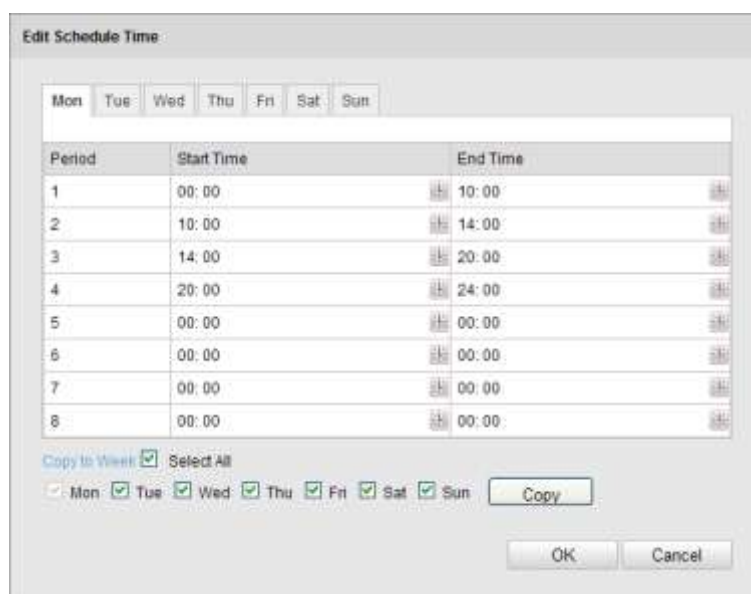 Edit Schedule Time
Mon Tue Wed Thu Fri Sat Sun
Period Start Time End Time
1 00: 00 10: 00
2 10: 00 14: 00
3 14: 00 20: 00
4 20: 00 24: 00
5 00: 00 00: 00
6 00: 00 00: 00
7 00: 00 00: 00
8 00: 00 00: 00
Copy to Week Select All
Mon Tue Wed Thu Fri Sat Sun Copy
OK Cancel